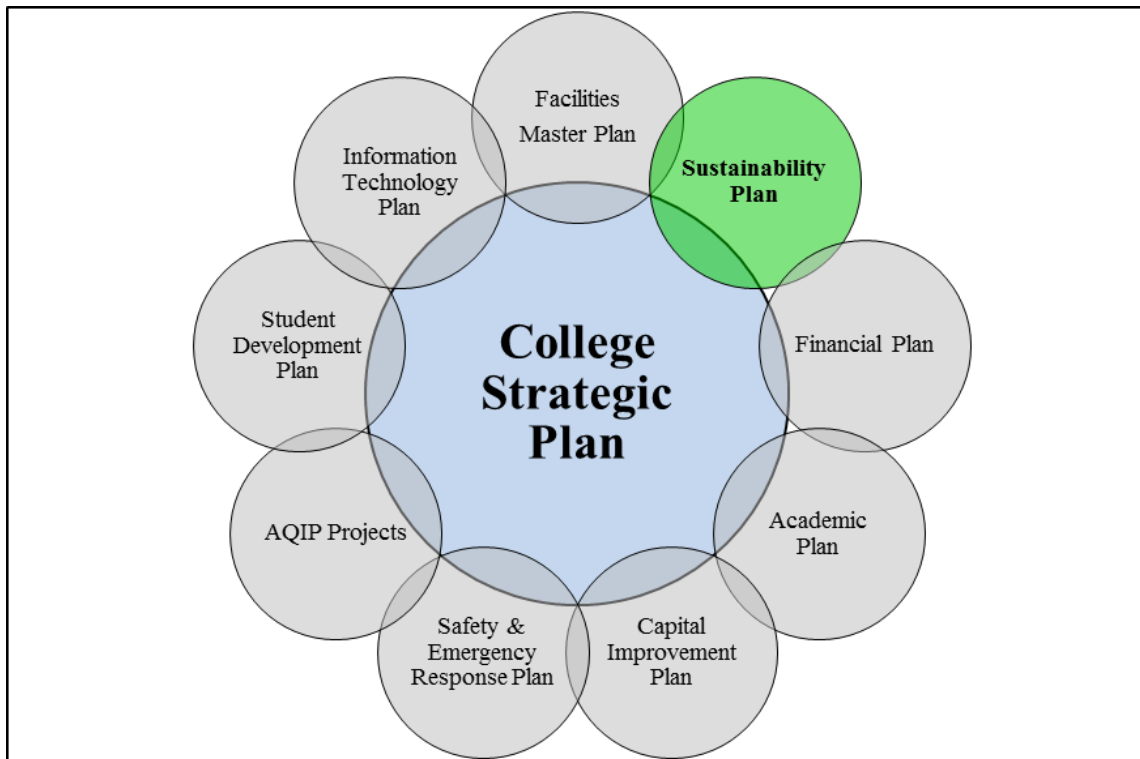 Facilities
Master Plan
Sustainability
Plan
Financial Plan
Academic
Plan
Capital
Improvement
Plan
Safety &
Emergency
Response Plan
AQIP Projects
Student
Development
Plan
Information
Technology
Plan
College
Strategic
Plan